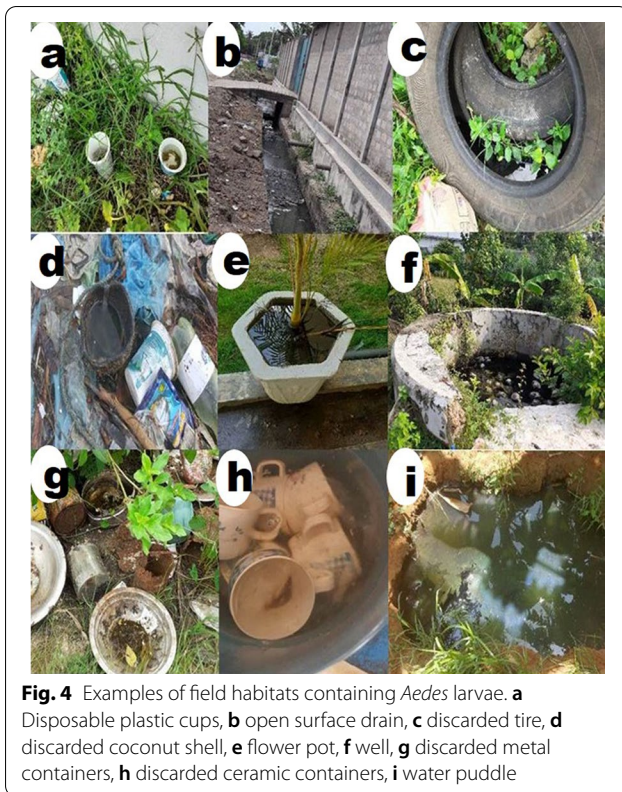 a
b
c
d
e
f
g
h
i
Fig. 4 Examples of field habitats containing Aedes larvae. a
Disposable plastic cups, b open surface drain, c discarded tire, d
discarded coconut shell, e flower pot, f well, g discarded metal
containers, h discarded ceramic containers, i water puddle